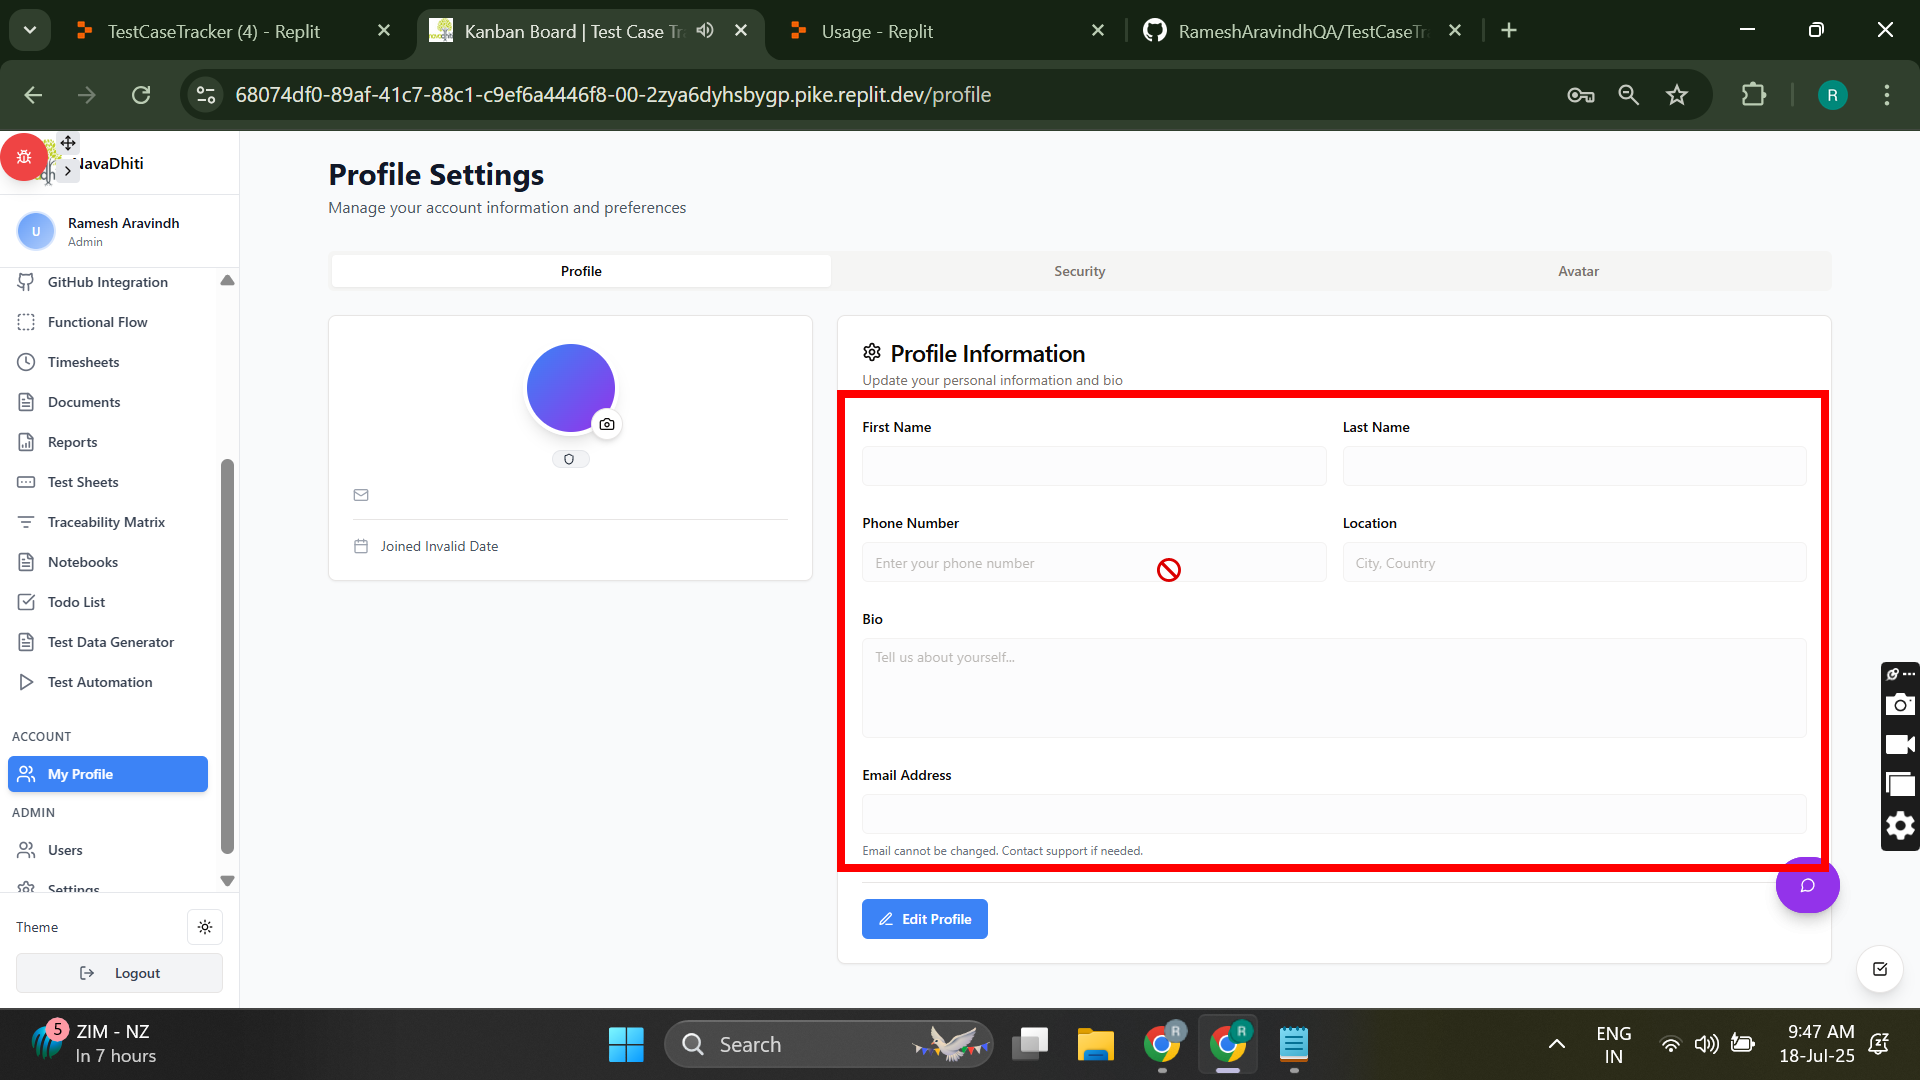 TestCaseTracker (4) - Replit
Kanban Board | Test Case Tr
Usage - Replit
RameshAravindhQA/TestCaseTr
68074df0-89af-41c7-88c1-c9ef6a4446f8-00-2zya6dyhsbygp.pike.replit.dev/profile
R
NavaDhiti
U
Ramesh Aravindh
Admin
GitHub Integration
Functional Flow
Timesheets
Documents
Reports
Test Sheets
Traceability Matrix
Notebooks
Todo List
Test Data Generator
Test Automation
ACCOUNT
My Profile
ADMIN
Users
Settings
Theme
Logout
Profile Settings
Manage your account information and preferences
Profile
Security
Avatar
Joined Invalid Date
Profile Information
Update your personal information and bio
First Name
Last Name
Phone Number
Location
Enter your phone number
City, Country
Bio
Tell us about yourself...
Email Address
Email cannot be changed. Contact support if needed.
Edit Profile
5
ZIM - NZ
In 7 hours
Search
R
R
ENG
IN
9:47 AM
18-Jul-25